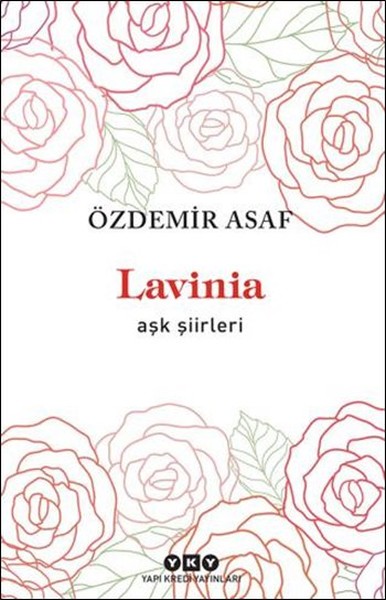 ÖZDEMİR ASAF
Lavinia
aşk şiirleri
YKY
YAPI KREDİ YAYINLARI